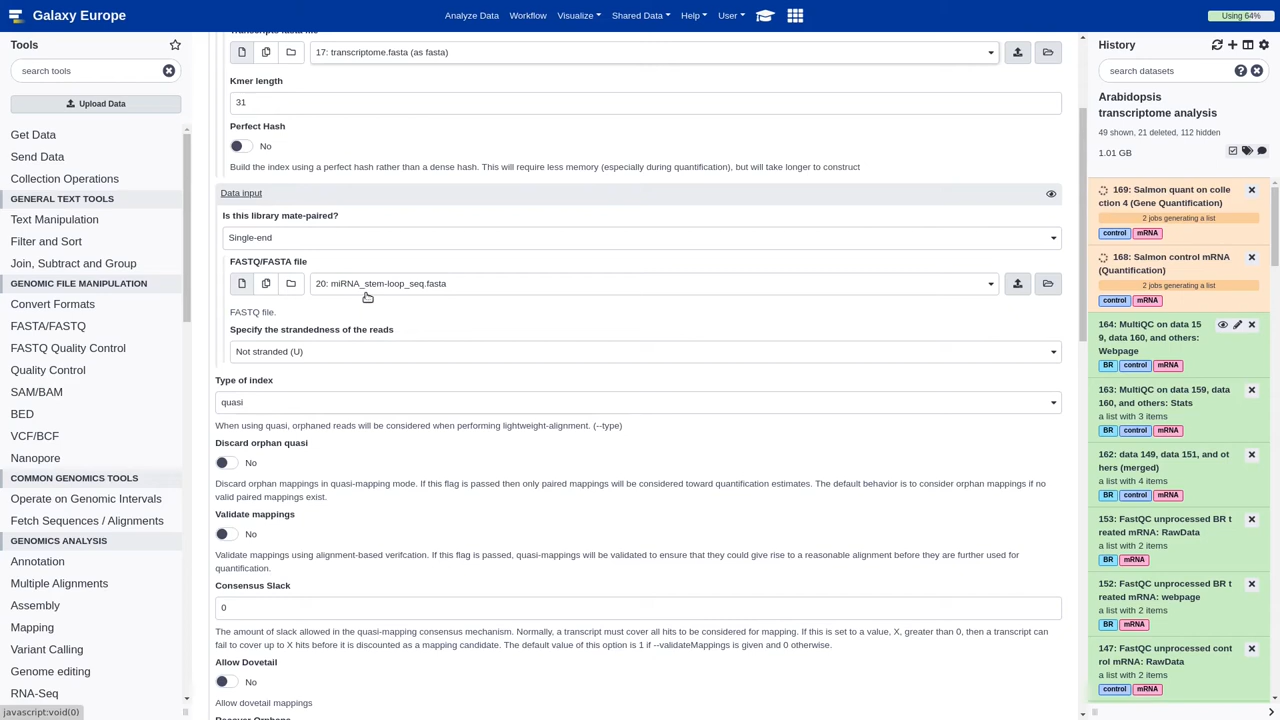 Galaxy Europe
Analyze Data
Workflow
Visualize
Shared Data
Help
User
Using 64%
Tools
search tools
Upload Data
Get Data
Send Data
Collection Operations
GENERAL TEXT TOOLS
Text Manipulation
Filter and Sort
Join, Subtract and Group
GENOMIC FILE MANIPULATION
Convert Formats
FASTA/FASTQ
FASTQ Quality Control
Quality Control
SAM/BAM
BED
VCF/BCF
Nanopore
COMMON GENOMICS TOOLS
Operate on Genomic Intervals
Fetch Sequences / Alignments
GENOMICS ANALYSIS
Annotation
Multiple Alignments
Assembly
Mapping
Variant Calling
Genome editing
RNA-Seq
javascript:void(0)
Transcripts fasta file
17: transcriptome.fasta (as fasta)
Kmer length
31
Perfect Hash
No
Build the index using a perfect hash rather than a dense hash. This will require less memory (especially during quantification), but will take longer to construct
Data input
Is this library mate-paired?
Single-end
FASTQ/FASTA file
20: miRNA_stem-loop_seq.fasta
FASTQ file.
Specify the strandedness of the reads
Not stranded (U)
Type of index
quasi
When using quasi, orphaned reads will be considered when performing lightweight-alignment. (--type)
Discard orphan quasi
No
Discard orphan mappings in quasi-mapping mode. If this flag is passed then only paired mappings will be considered toward quantification estimates. The default behavior is to consider orphan mappings if no
valid paired mappings exist.
Validate mappings
No
Validate mappings using alignment-based verifcation. If this flag is passed, quasi-mappings will be validated to ensure that they could give rise to a reasonable alignment before they are further used for
quantification.
Consensus Slack
0
The amount of slack allowed in the quasi-mapping consensus mechanism. Normally, a transcript must cover all hits to be considered for mapping. If this is set to a value, X, greater than 0, then a transcript can
fail to cover up to X hits before it is discounted as a mapping candidate. The default value of this option is 1 if --validateMappings is given and 0 otherwise.
Allow Dovetail
No
Allow dovetail mappings
Recover Orphans
History
search datasets
Arabidopsis
transcriptome analysis
49 shown, 21 deleted, 112 hidden
1.01 GB
169: Salmon quant on colle
ction 4 (Gene Quantification)
2 jobs generating a list
control mRNA
168: Salmon control mRNA
(Quantification)
2 jobs generating a list
control mRNA
164: MultiQC on data 15
9, data 160, and others:
Webpage
BR control mRNA
163: MultiQC on data 159, data
160, and others: Stats
a list with 3 items
BR control mRNA
162: data 149, data 151, and ot
hers (merged)
a list with 4 items
BR control mRNA
153: FastQC unprocessed BR t
reated mRNA: RawData
a list with 2 items
BR mRNA
152: FastQC unprocessed BR t
reated mRNA: webpage
a list with 2 items
BR mRNA
147: FastQC unprocessed cont
rol mRNA: RawData
a list with 2 items
control mRNA